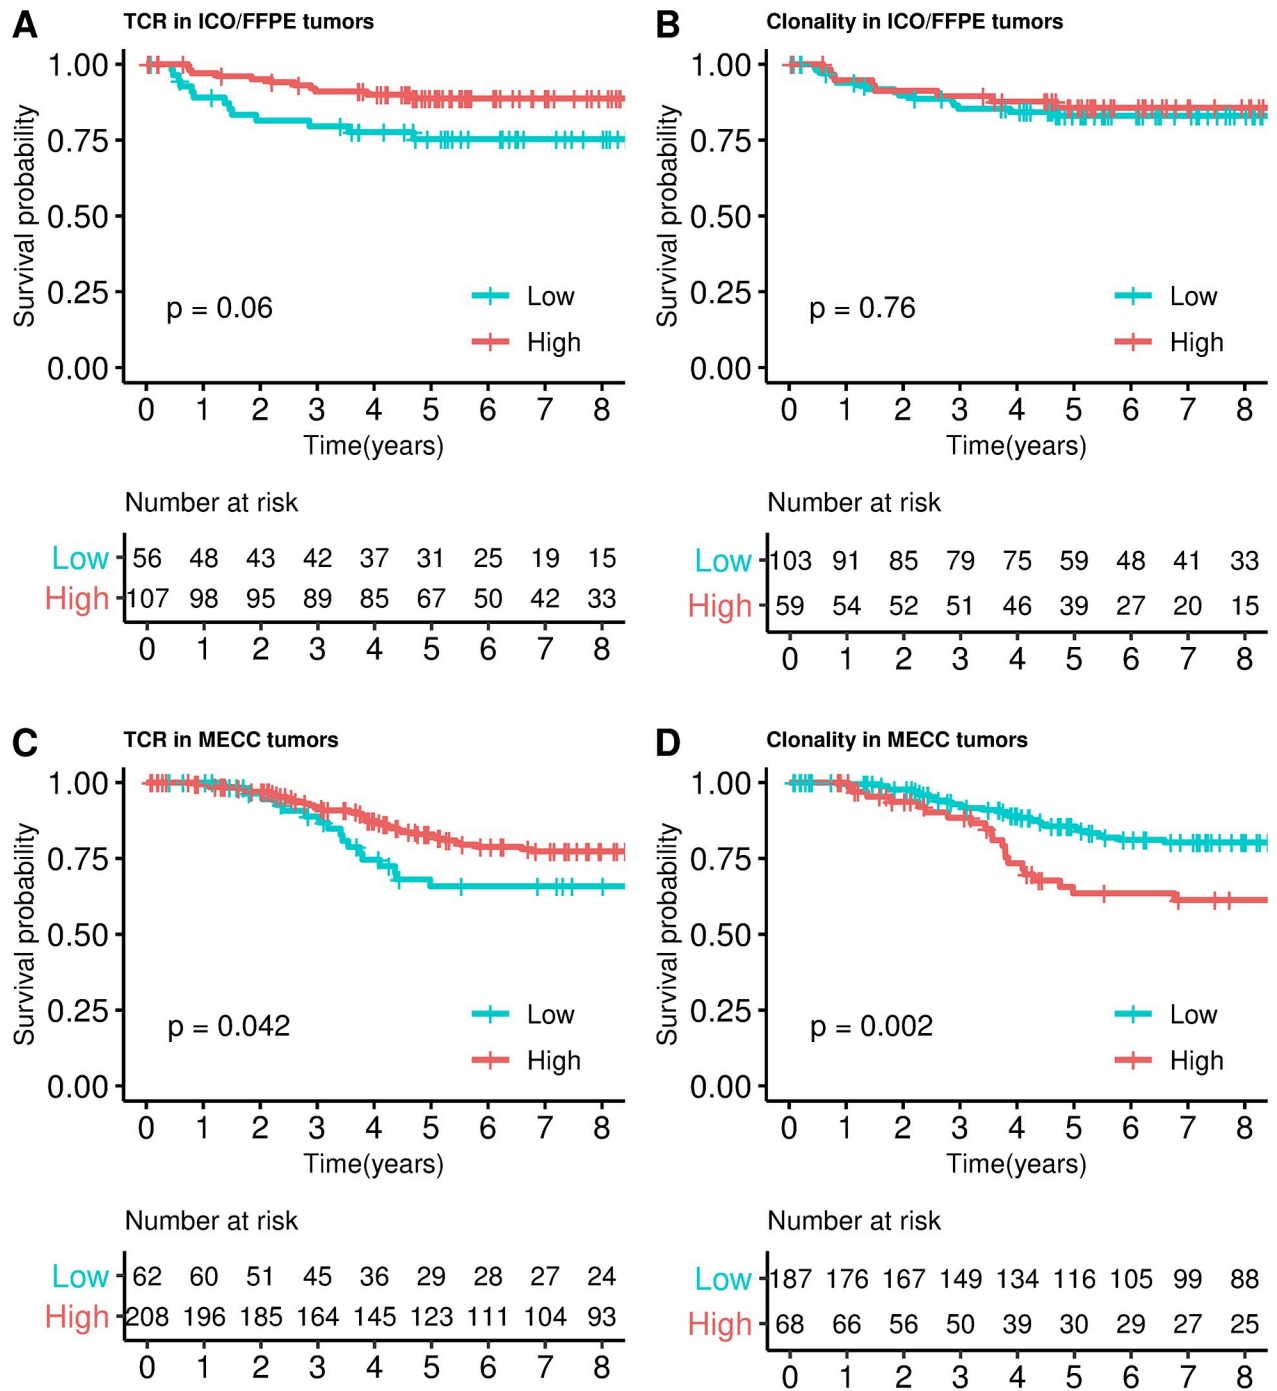 A
TCR in ICO/FFPE tumors
Survival probability
1.00
0.75
0.50
0.25
0.00
p = 0.06
Low
High
0 1 2 3 4 5 6 7 8
Time(years)
Number at risk
Low 56 48 43 42 37 31 25 19 15
High 107 98 95 89 85 67 50 42 33
0 1 2 3 4 5 6 7 8
B
Clonality in ICO/FFPE tumors
Survival probability
1.00
0.75
0.50
0.25
0.00
p = 0.76
Low
High
0 1 2 3 4 5 6 7 8
Time(years)
Number at risk
Low 103 91 85 79 75 59 48 41 33
High 59 54 52 51 46 39 27 20 15
0 1 2 3 4 5 6 7 8
C
TCR in MECC tumors
Survival probability
1.00
0.75
0.50
0.25
0.00
p = 0.042
Low
High
0 1 2 3 4 5 6 7 8
Time(years)
Number at risk
Low 62 60 51 45 36 29 28 27 24
High 208 196 185 164 145 123 111 104 93
0 1 2 3 4 5 6 7 8
D
Clonality in MECC tumors
Survival probability
1.00
0.75
0.50
0.25
0.00
p = 0.002
Low
High
0 1 2 3 4 5 6 7 8
Time(years)
Number at risk
Low 187 176 167 149 134 116 105 99 88
High 68 66 56 50 39 30 29 27 25
0 1 2 3 4 5 6 7 8